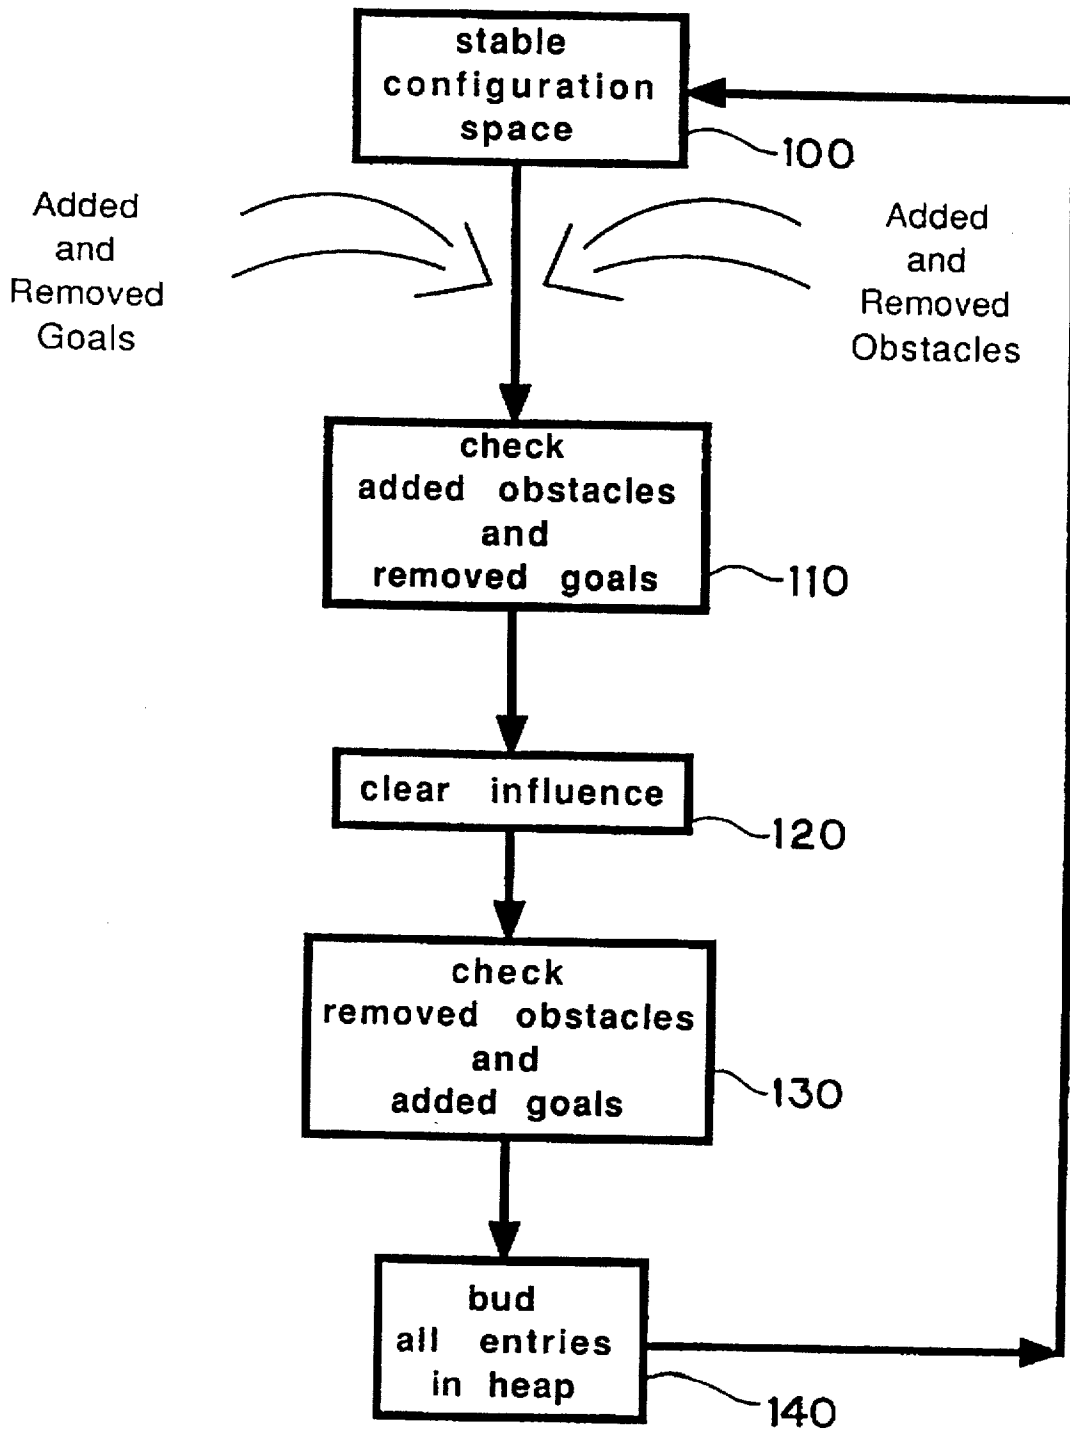 stable
configuration
space
100
Added
and
Removed
Goals
Added
and
Removed
Obstacles
check
added obstacles
and
removed goals
110
clear influence
120
check
removed obstacles
and
added goals
130
bud
all entries
in heap
140